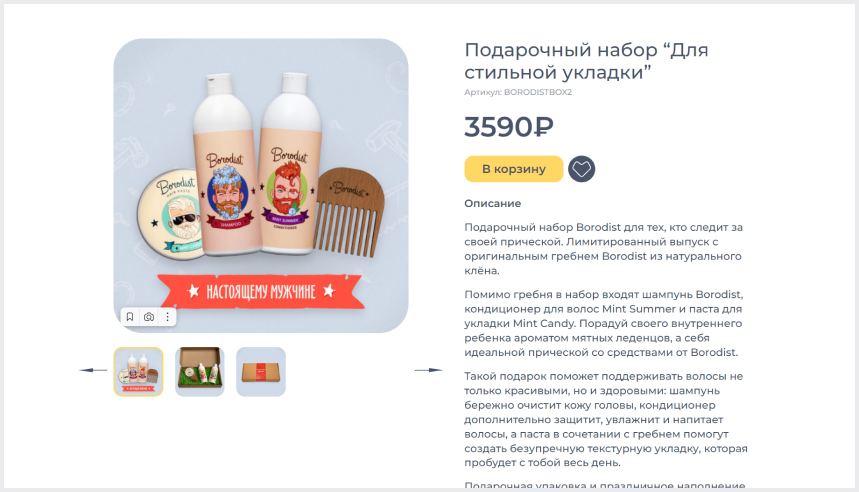 Borodist
HAIR PASTE
Borodist
SHAMPOO
Borodist
MINT SUMMER
CONDITIONER
Borodist
НАСТОЯЩЕМУ МУЖЧИНЕ
Подарочный набор “Для
стильной укладки”
Артикул: BORODISTBOX2
3590₽
В корзину
Описание
Подарочный набор Borodist для тех, кто следит за
своей прической. Лимитированный выпуск с
оригинальным гребнем Borodist из натурального
клёна.
Помимо гребня в набор входят шампунь Borodist,
кондиционер для волос Mint Summer и паста для
укладки Mint Candy. Порадуй своего внутреннего
ребенка ароматом мятных леденцов, а себя
идеальной прической со средствами от Borodist.
Такой подарок поможет поддерживать волосы не
только красивыми, но и здоровыми: шампунь
бережно очистит кожу головы, кондиционер
дополнительно защитит, увлажнит и напитает
волосы, а паста в сочетании с гребнем помогут
создать безупречную текстурную укладку, которая
пробудет с тобой весь день.
Подарочная упаковка и праздничное наполнение